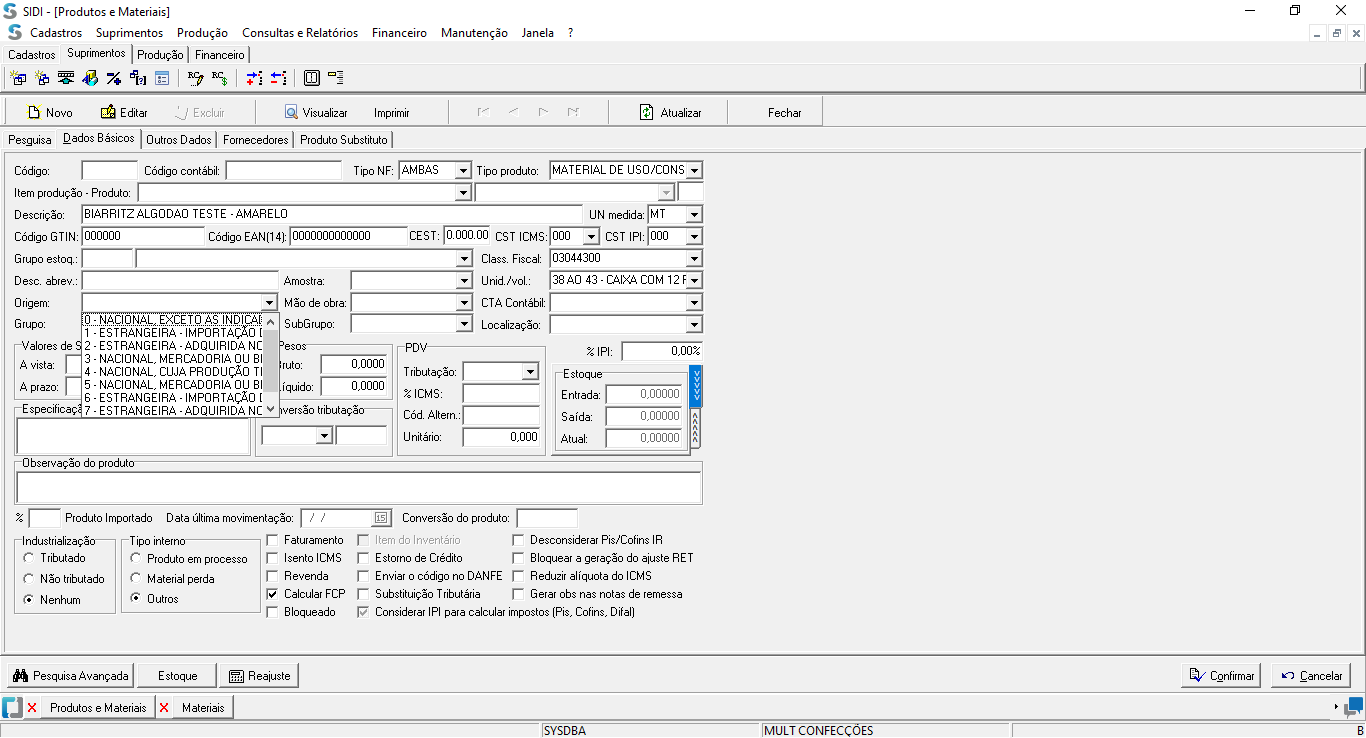 SIDI - [Produtos e Materiais]
Cadastros Suprimentos Produção Consultas e Relatórios Financeiro Manutenção Janela ?
Cadastros Suprimentos Produção Financeiro
Novo Editar Excluir Visualizar Imprimir Atualizar Fechar
Pesquisa Dados Básicos Outros Dados Fornecedores Produto Substituto
Código: Código contábil: Tipo NF: AMBAS Tipo produto: MATERIAL DE USO/CONS
Item produção - Produto:
Descrição: BIARRITZ ALGODAO TESTE - AMARELO UN medida: MT
Código GTIN: 000000 Código EAN(14): 0000000000000 CEST: 0.000.00 CST ICMS: 000 CST IPI: 000
Grupo estoq.: Class. Fiscal: 03044300
Desc. abrev.: Amostra: Unid./vol.: 38 AO 43 - CAIXA COM 12 F
Origem: Mão de obra: CTA Contábil:
Grupo: SubGrupo: Localização:
0 - NACIONAL, EXCETO AS INDICAD
1 - ESTRANGEIRA - IMPORTAÇÃO D
2 - ESTRANGEIRA - ADQUIRIDA NO
3 - NACIONAL, MERCADORIA OU BE
4 - NACIONAL, CUJA PRODUÇÃO TE
5 - NACIONAL, MERCADORIA OU BE
6 - ESTRANGEIRA - IMPORTAÇÃO D
7 - ESTRANGEIRA - ADQUIRIDA NO
Valores de S Pesos PDV % IPI: 0,00%
A vista: Bruto: 0,0000 Tributação: Estoque
A prazo: Líquido: 0,0000 % ICMS: Entrada: 0,00000
Especificaçã nversão tributação Cód. Altern.: Saída: 0,00000
Unitário: 0,000 Atual: 0,00000
Observação do produto
% Produto Importado Data última movimentação: / / 15 Conversão do produto:
Industrialização Tipo interno Faturamento Item do Inventário Desconsiderar Pis/Cofins IR
Tributado Produto em processo Isento ICMS Estorno de Crédito Bloquear a geração do ajuste RET
Não tributado Material perda Revenda Enviar o código no DANFE Reduzir alíquota do ICMS
Nenhum Outros Calcular FCP Substituição Tributária Gerar obs nas notas de remessa
Bloqueado Considerar IPI para calcular impostos (Pis, Cofins, Difal)
Pesquisa Avançada Estoque Reajuste Confirmar Cancelar
Produtos e Materiais Materiais
SYSDBA MULT CONFECÇÕES B